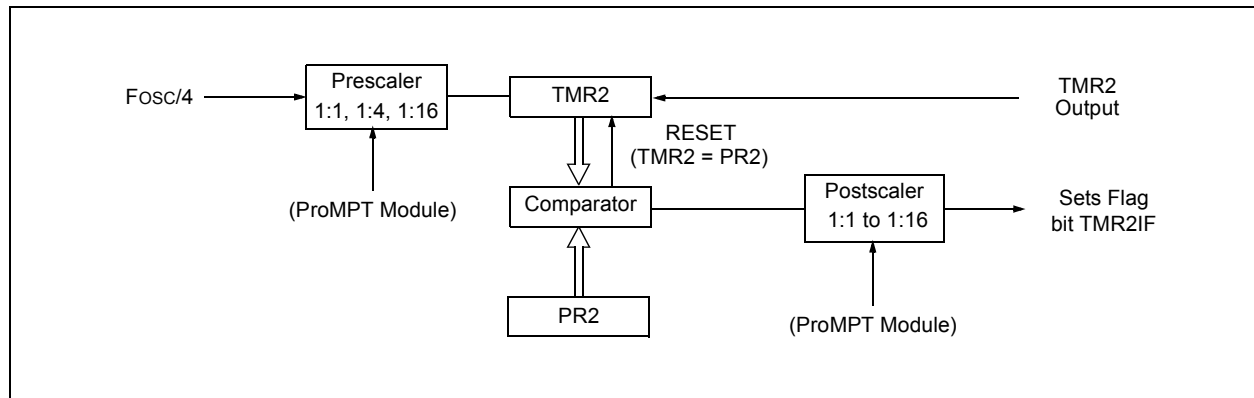 FOSC/4
Prescaler
1:1, 1:4, 1:16
TMR2
TMR2
Output
RESET
(TMR2 = PR2)
(ProMPT Module)
Comparator
Postscaler
1:1 to 1:16
Sets Flag
bit TMR2IF
PR2
(ProMPT Module)